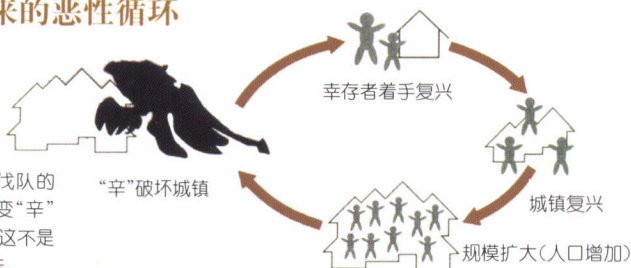 来的恶性循环
幸存者着手复兴
伐队的
“辛”破坏城镇
变“辛”
城镇复兴
这不是
规模扩大(人口增加)